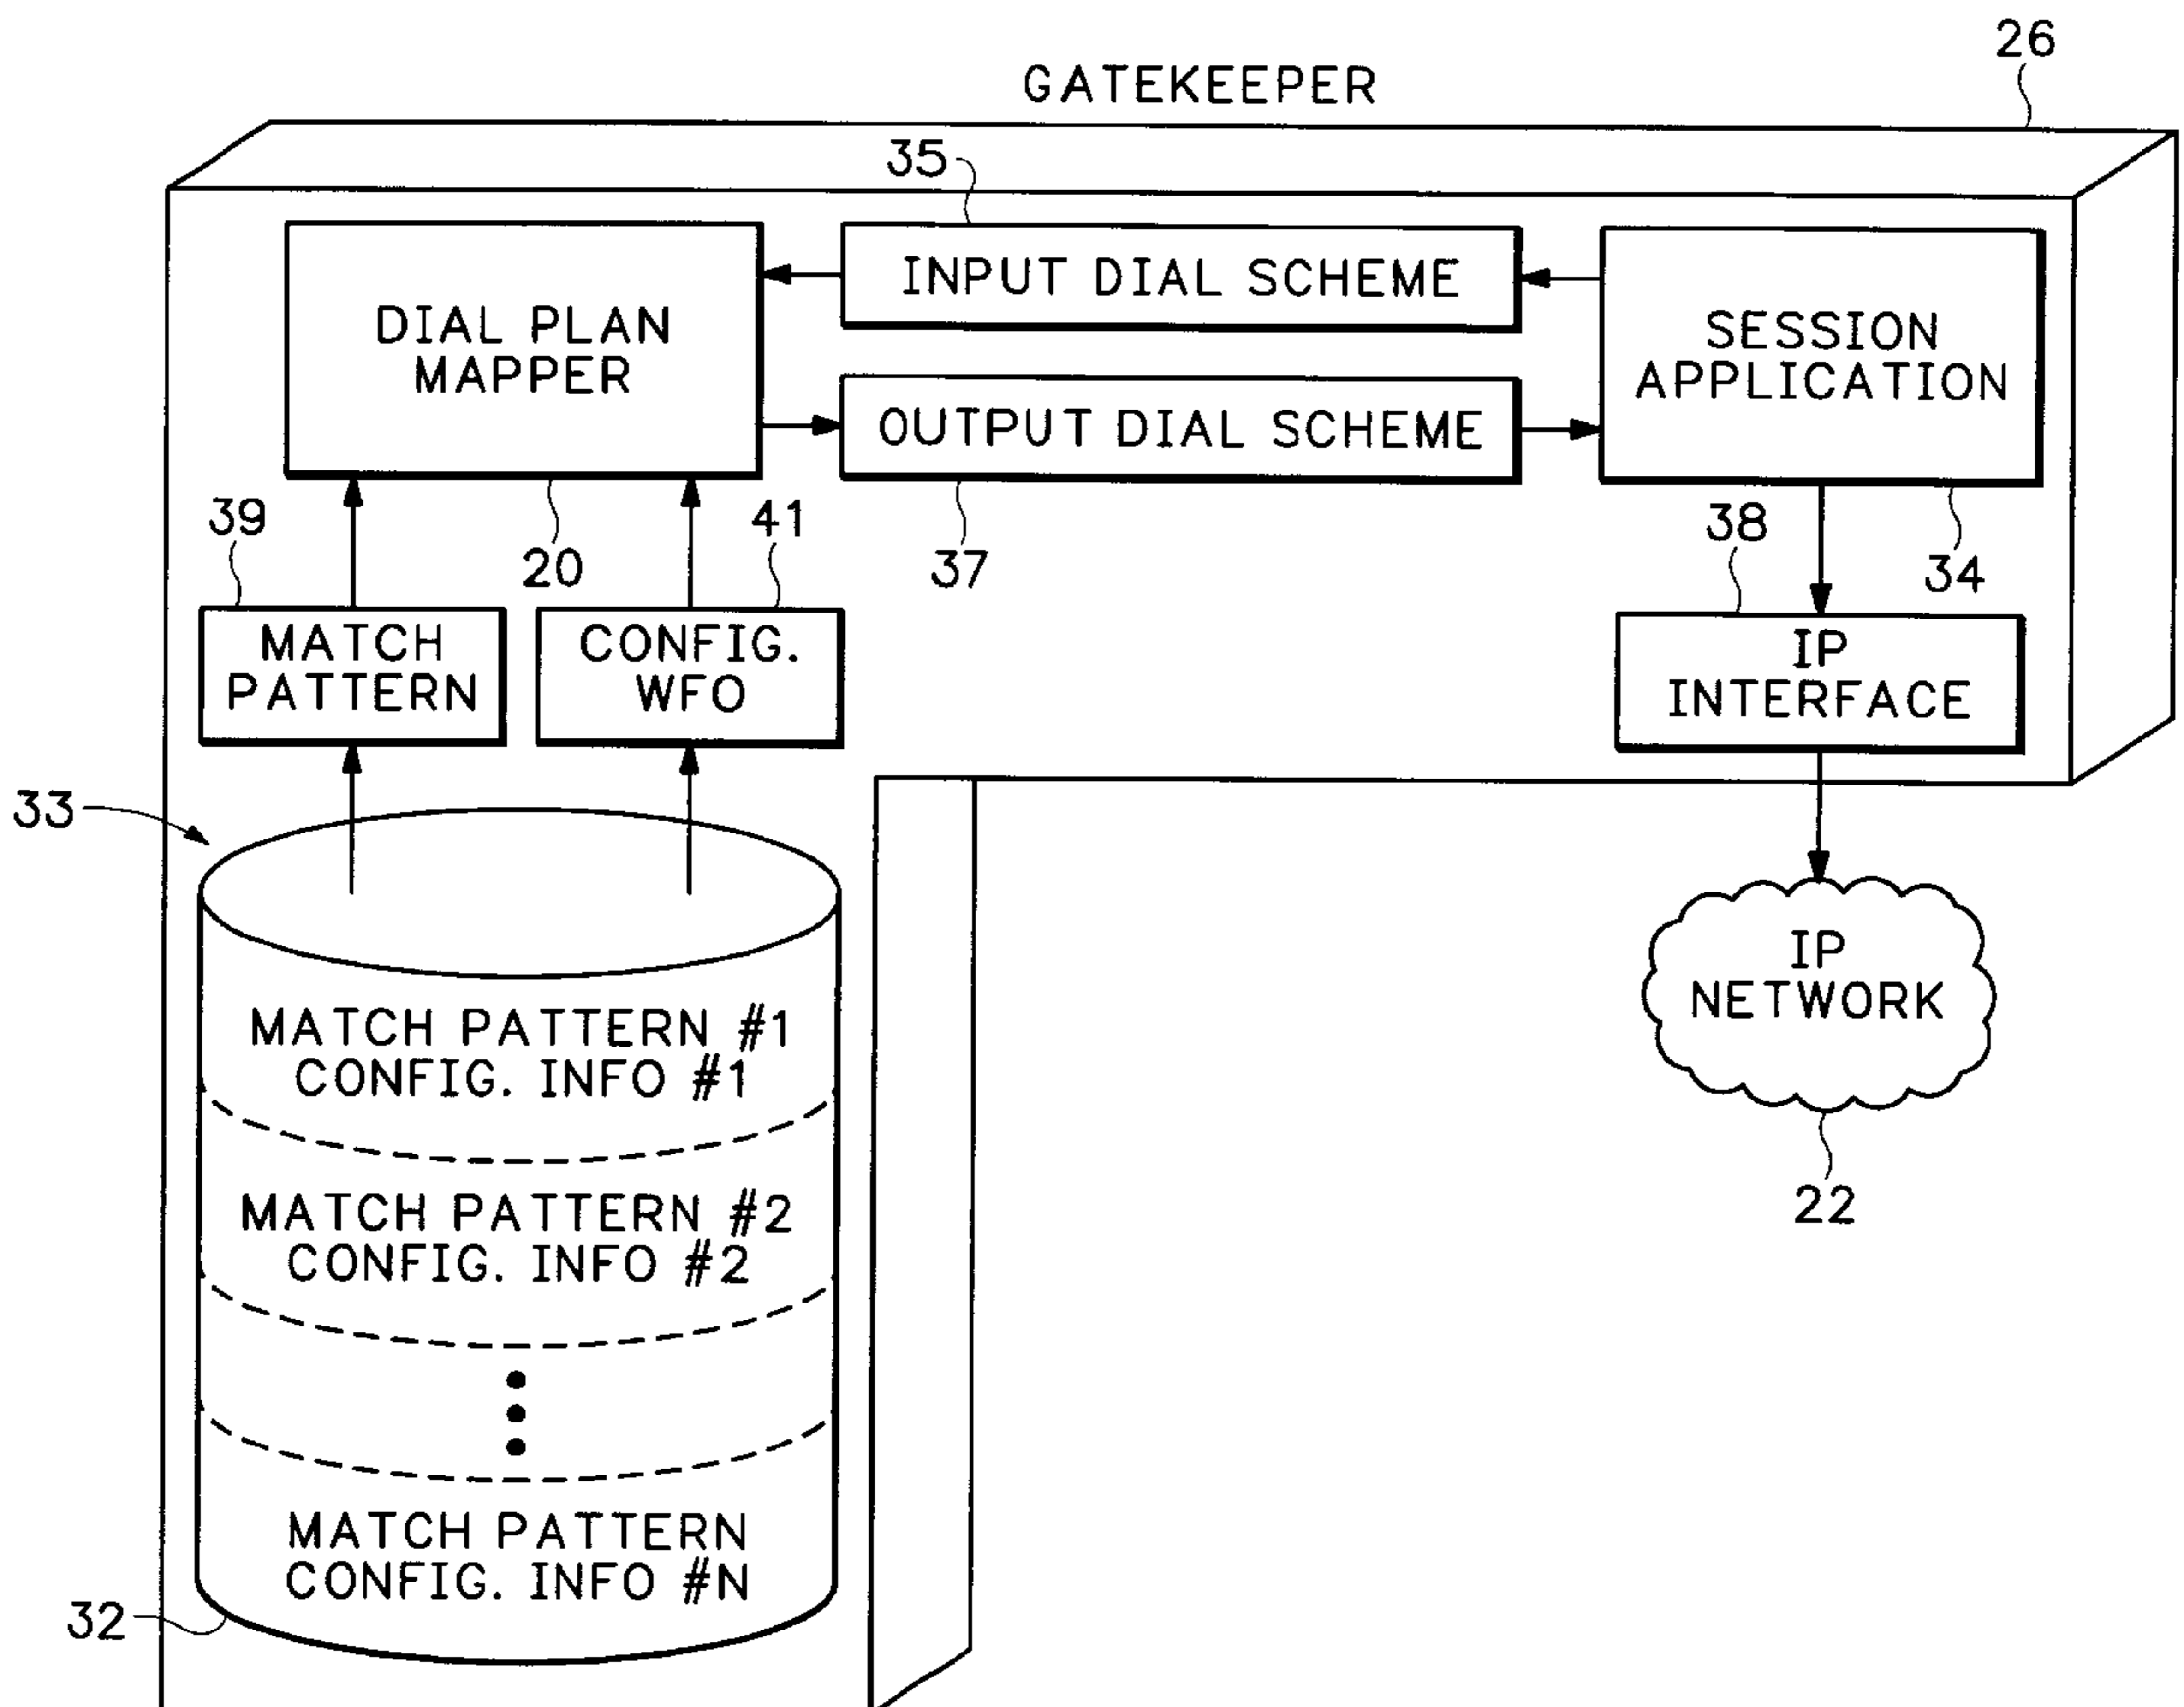 26
GATEKEEPER
35
INPUT DIAL SCHEME
DIAL PLAN
MAPPER
SESSION
APPLICATION
OUTPUT DIAL SCHEME
39
41
38
20
37
34
MATCH
PATTERN
CONFIG.
WFO
IP
INTERFACE
33
IP
NETWORK
MATCH PATTERN #1
CONFIG. INFO #1
22
MATCH PATTERN #2
CONFIG. INFO #2
MATCH PATTERN
CONFIG. INFO #N
32